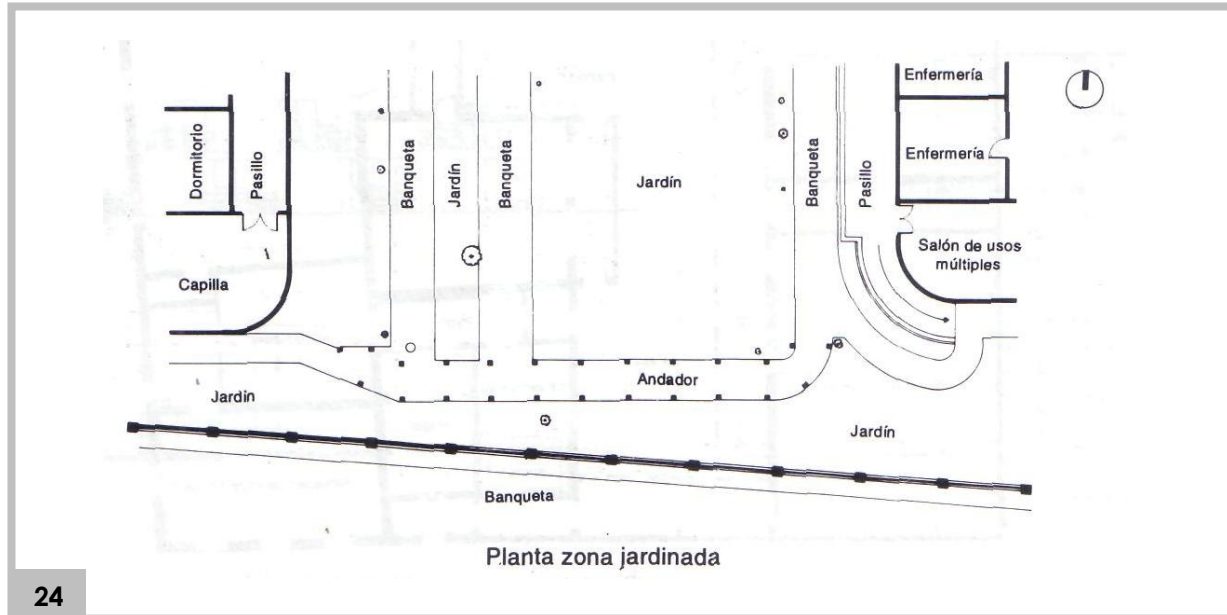 Enfermería
Dormitorio
Pasillo
Banqueta
Jardín
Banqueta
Jardín
Banqueta
Pasillo
Enfermería
Salón de usos
múltiples
Capilla
Andador
Jardín
Jardín
Banqueta
Planta zona jardinada
24